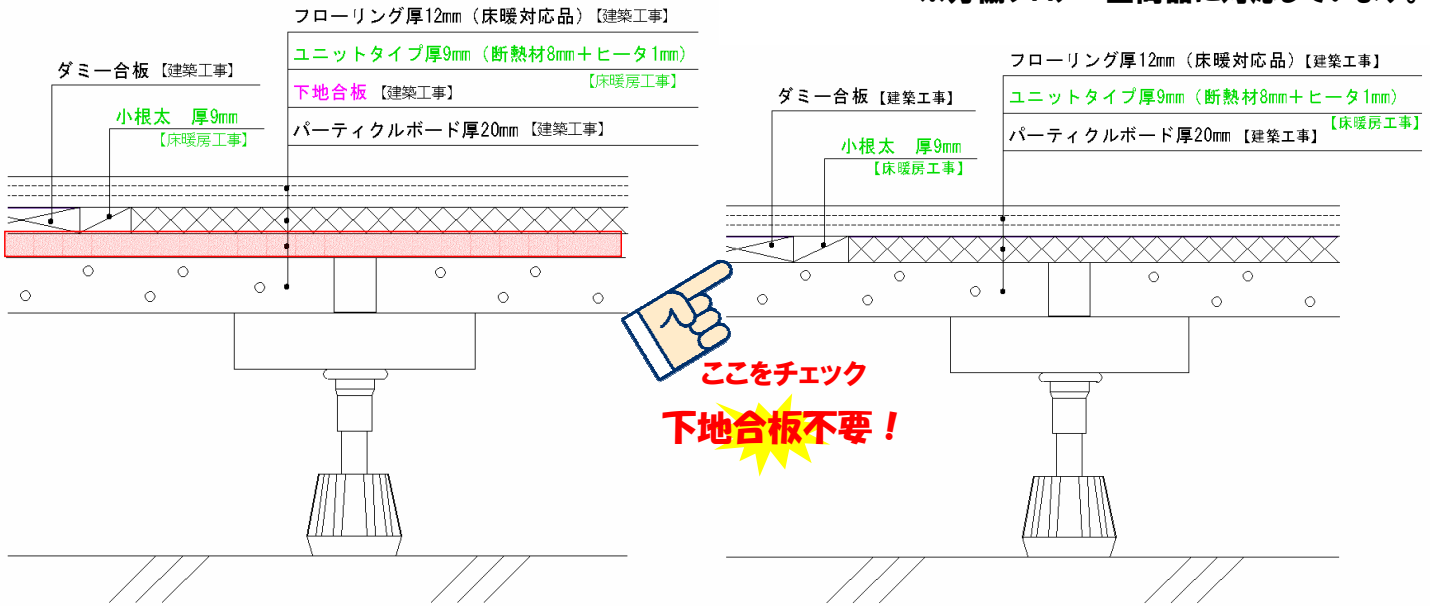 フローリング厚12mm（床暖対応品）【建築工事】
ユニットタイプ厚9mm（断熱材8mm＋ヒータ1mm）
【床暖房工事】
下地合板 【建築工事】
パーティクルボード厚20mm 【建築工事】
ダミー合板 【建築工事】
小根太 厚9mm
【床暖房工事】
フローリング厚12mm（床暖対応品）【建築工事】
ユニットタイプ厚9mm（断熱材8mm＋ヒータ1mm）
【床暖房工事】
パーティクルボード厚20mm 【建築工事】
ダミー合板 【建築工事】
小根太 厚9mm
【床暖房工事】
ここをチェック
下地合板不要！